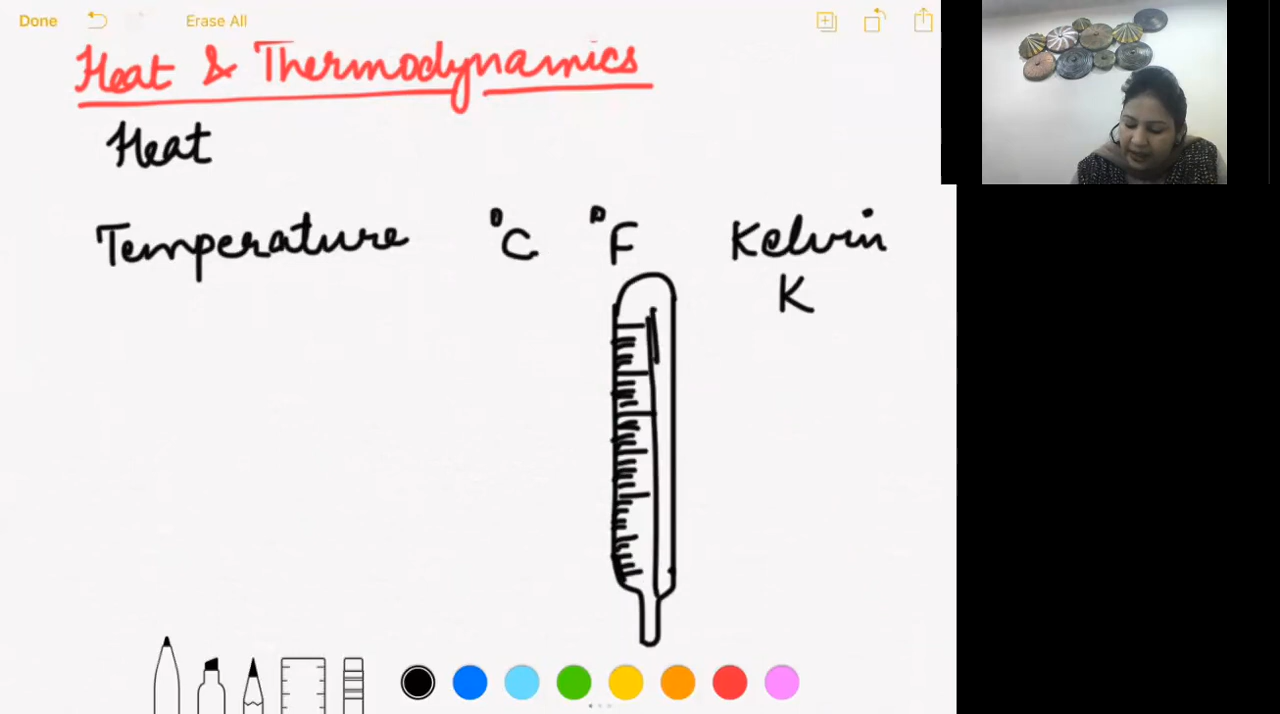 Done Erase All
Heat & Thermodynamics
Heat
Temperature °C °F Kelvin
K